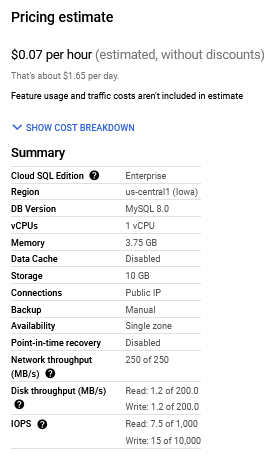 Pricing estimate
$0.07 per hour (estimated, without discounts)
That's about $1.65 per day.
Feature usage and traffic costs aren't included in estimate
SHOW COST BREAKDOWN
Summary
Cloud SQL Edition ? Enterprise
Region us-central1 (Iowa)
DB Version MySQL 8.0
vCPUs 1 vCPU
Memory 3.75 GB
Data Cache Disabled
Storage 10 GB
Connections Public IP
Backup Manual
Availability Single zone
Point-in-time recovery Disabled
Network throughput 250 of 250
(MB/s) ?
Disk throughput (MB/s) Read: 1.2 of 200.0
? Write: 1.2 of 200.0
IOPS ? Read: 7.5 of 1,000
Write: 15 of 10,000